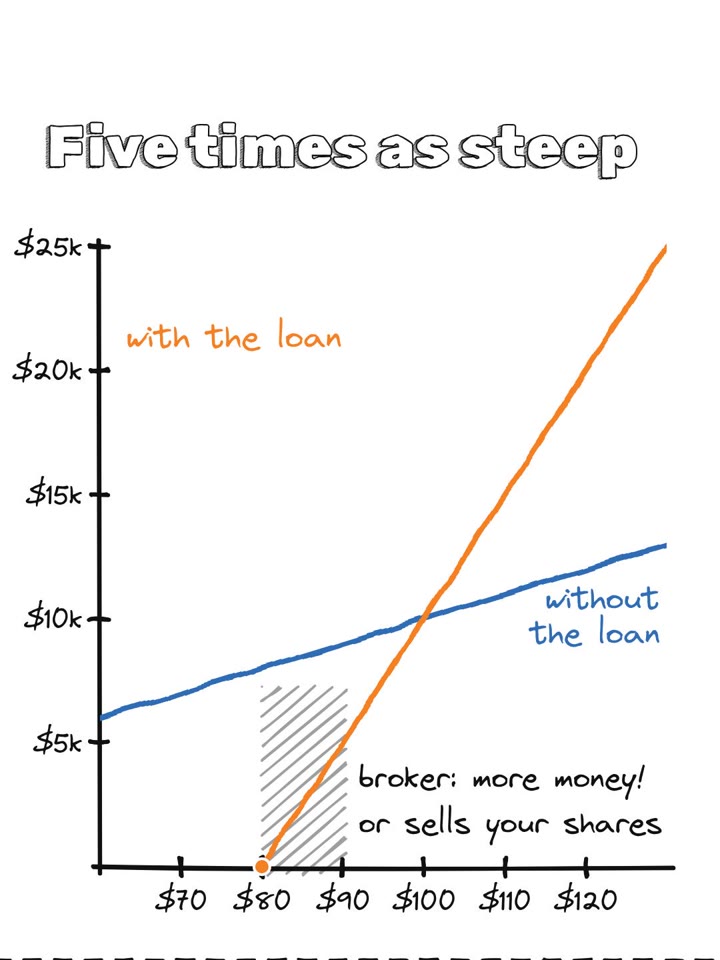 Five times as steep
$25k
with the loan
$20k
$15k
$10k
without
the loan
$5k
broker: more money!
or sells your shares
$70 $80 $90 $100 $110 $120